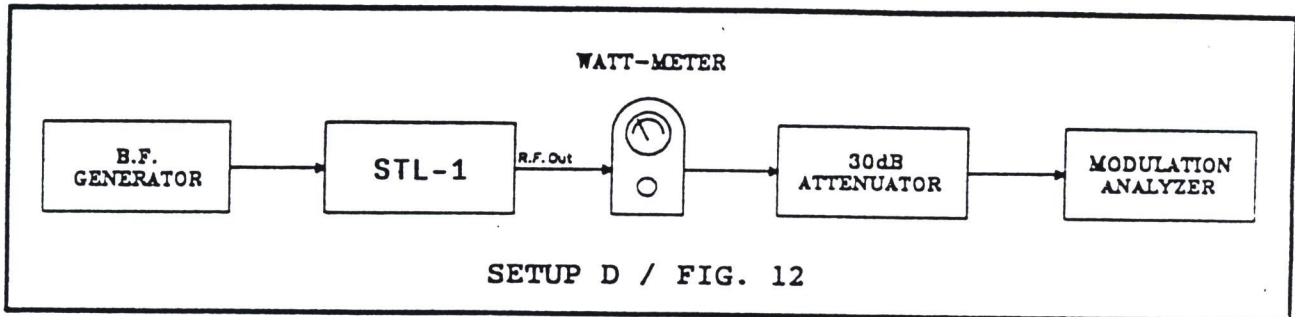 WATT-METER
B.F.
GENERATOR
STL-1
R.F. Out
30dB
ATTENUATOR
MODULATION
ANALYZER
SETUP D / FIG. 12